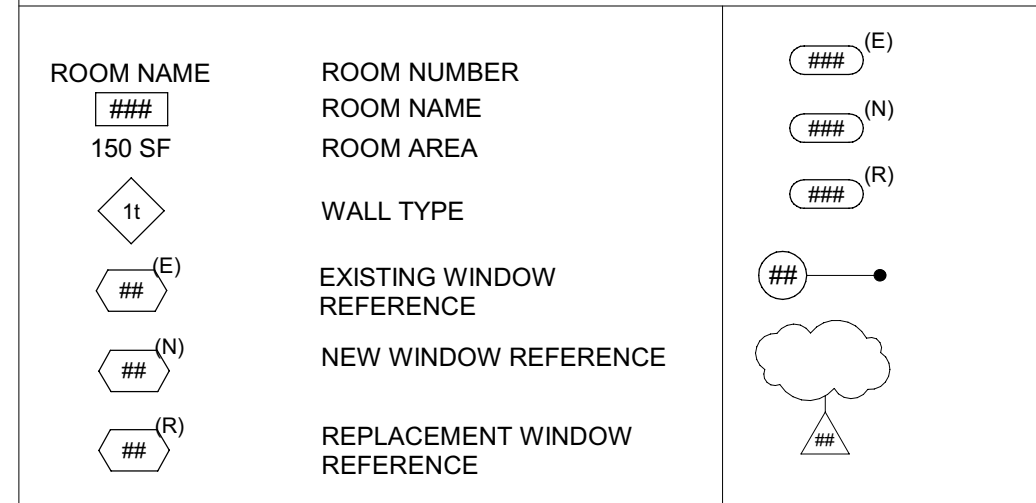 ROOM NAME ROOM NUMBER
### ROOM NAME
150 SF ROOM AREA
1t WALL TYPE
## (E) EXISTING WINDOW
REFERENCE
## (N) NEW WINDOW REFERENCE
## (R) REPLACEMENT WINDOW
REFERENCE
### (E)
### (N)
### (R)
##
##